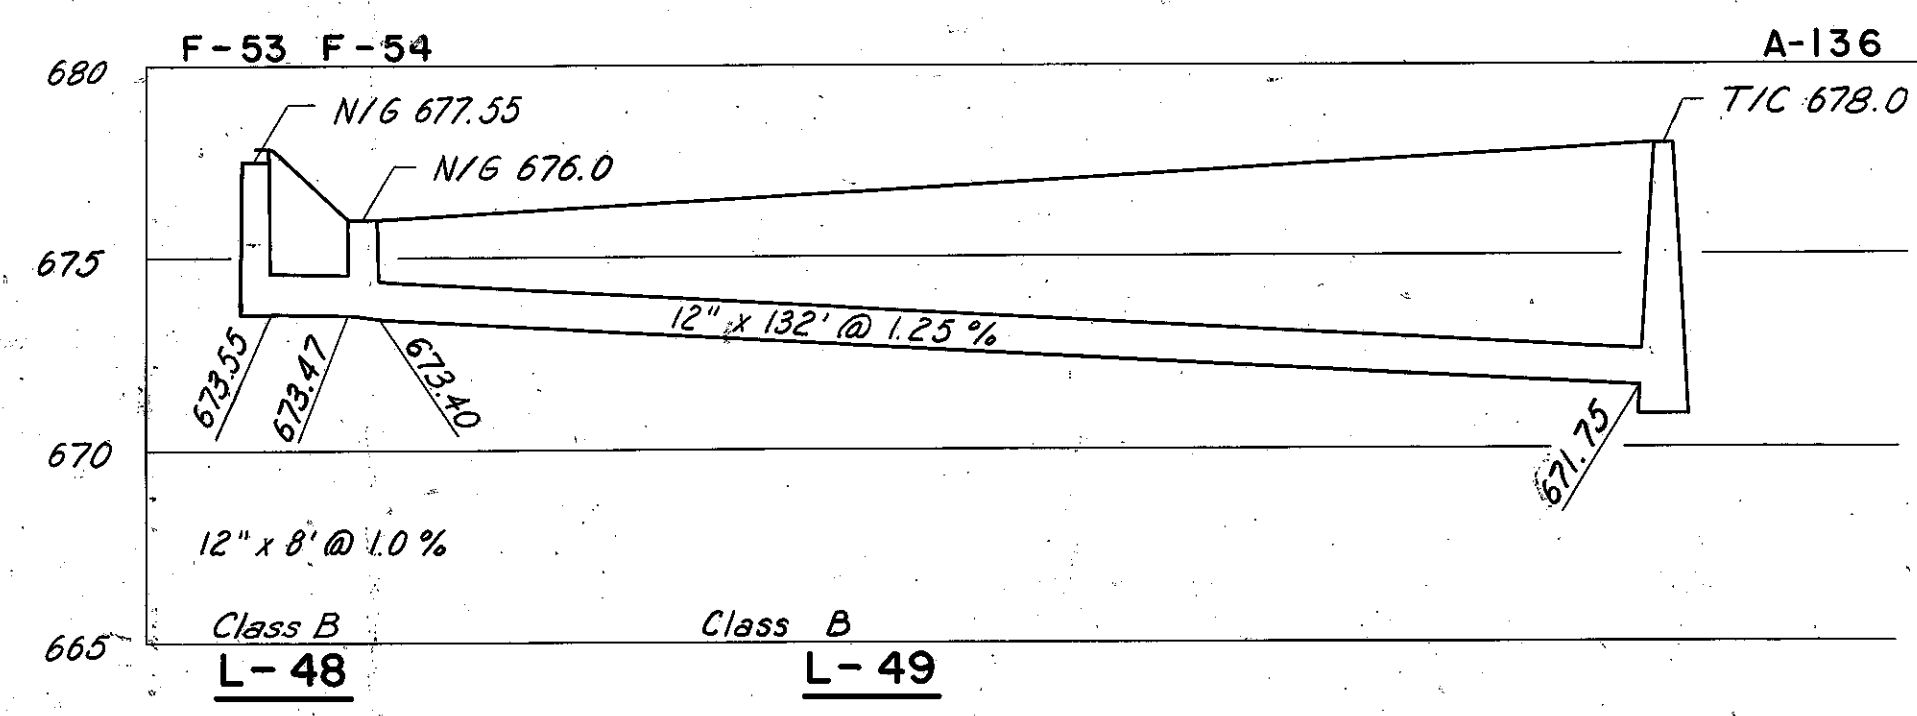 F-53 F-54
A-136
680
N/G 677.55
T/C 678.0
N/G 676.0
675
12" x 132' @ 1.25 %
673.55
673.47
673.40
671.75
670
12" x 8' @ 1.0 %
665
Class B
Class B
L-48
L-49